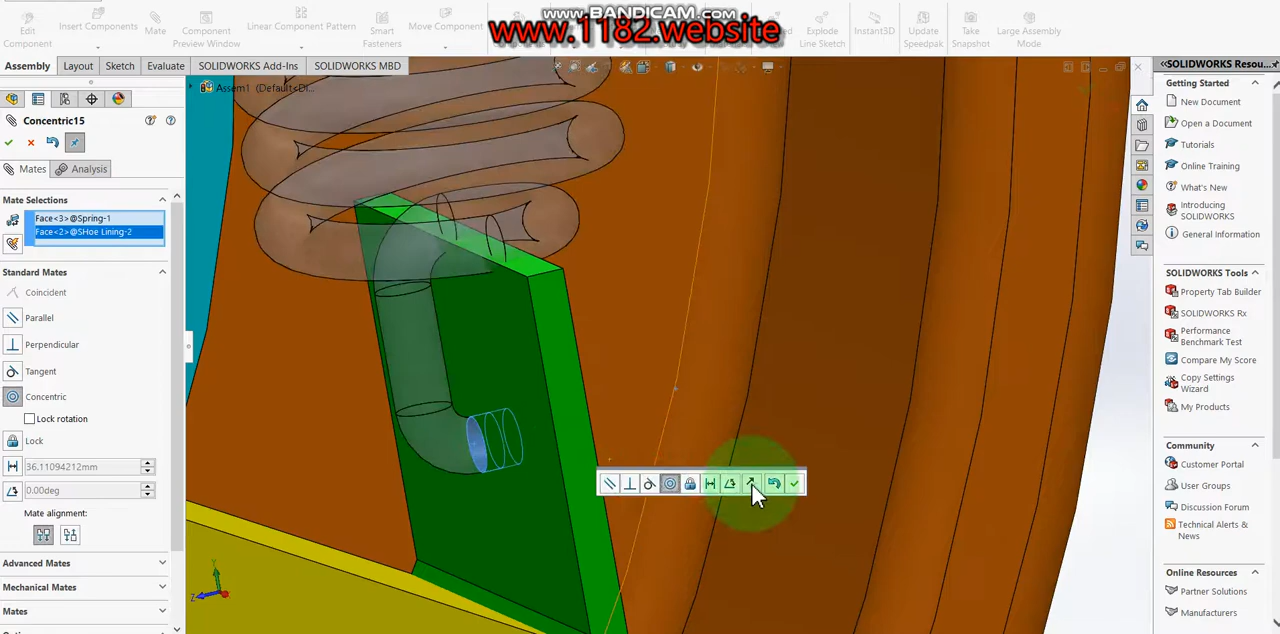 www.BANDICAM.com
www.1182.website
Edit Component
Insert Components
Mate
Component Preview Window
Linear Component Pattern
Smart Fasteners
Move Component
Explode Line Sketch
Instant3D
Update Speedpak
Take Snapshot
Large Assembly Mode
Assembly
Layout
Sketch
Evaluate
SOLIDWORKS Add-Ins
SOLIDWORKS MBD
Assem1 (Default<Di...
Concentric15
Mates
Analysis
Mate Selections
Face<3>@Spring-1
Face<2>@SHoe Lining-2
Standard Mates
Coincident
Parallel
Perpendicular
Tangent
Concentric
Lock rotation
Lock
36.11094212mm
0.00deg
Mate alignment:
Advanced Mates
Mechanical Mates
Mates
SOLIDWORKS Resou...
Getting Started
New Document
Open a Document
Tutorials
Online Training
What's New
Introducing
SOLIDWORKS
General Information
SOLIDWORKS Tools
Property Tab Builder
SOLIDWORKS Rx
Performance
Benchmark Test
Compare My Score
Copy Settings
Wizard
My Products
Community
Customer Portal
User Groups
Discussion Forum
Technical Alerts &
News
Online Resources
Partner Solutions
Manufacturers